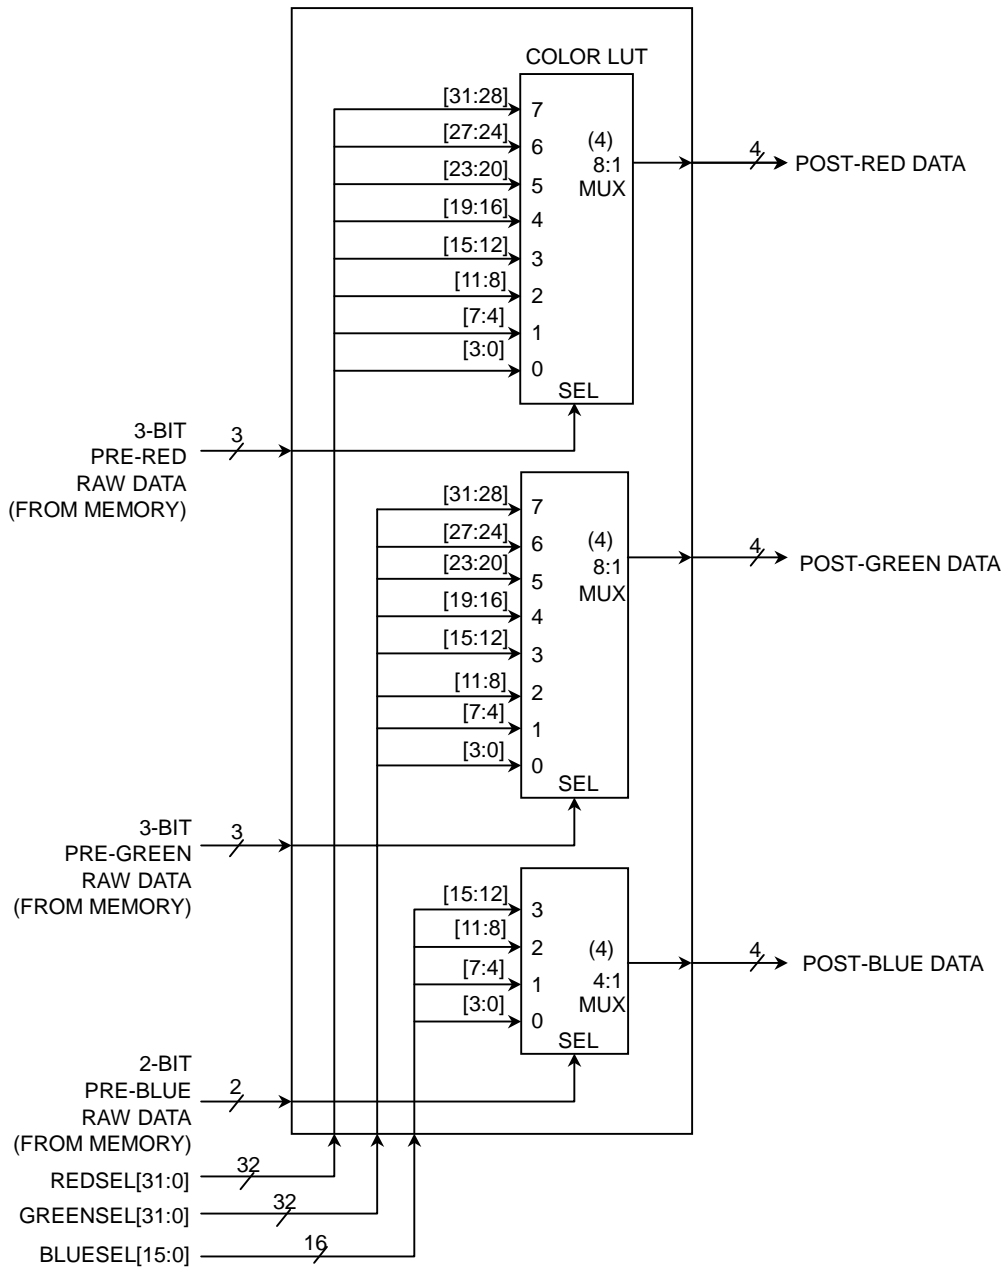 COLOR LUT
[31:28]
7
[27:24]
6
[23:20]
5
[19:16]
4
[15:12]
3
[11:8]
2
[7:4]
1
[3:0]
0
(4)
8:1
MUX
SEL
4
POST-RED DATA
3-BIT
PRE-RED
RAW DATA
(FROM MEMORY)
3
[31:28]
7
[27:24]
6
[23:20]
5
[19:16]
4
[15:12]
3
[11:8]
2
[7:4]
1
[3:0]
0
(4)
8:1
MUX
SEL
4
POST-GREEN DATA
3-BIT
PRE-GREEN
RAW DATA
(FROM MEMORY)
3
[15:12]
3
[11:8]
2
[7:4]
1
[3:0]
0
(4)
4:1
MUX
SEL
4
POST-BLUE DATA
2-BIT
PRE-BLUE
RAW DATA
(FROM MEMORY)
2
REDSEL[31:0]
32
GREENSEL[31:0]
32
BLUESEL[15:0]
16